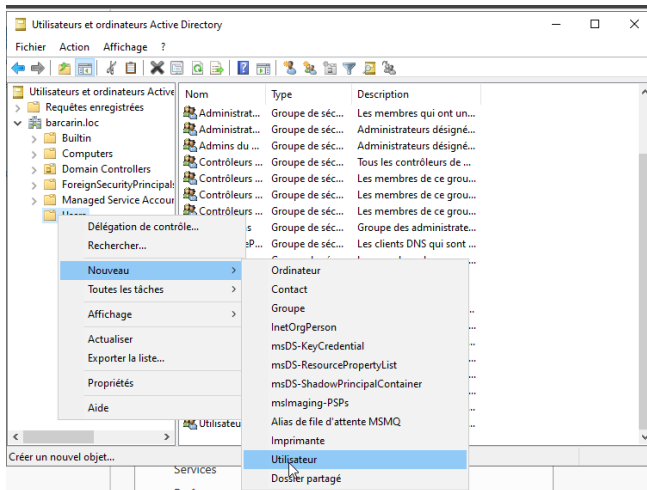 Utilisateurs et ordinateurs Active Directory
Fichier Action Affichage ?
Utilisateurs et ordinateurs Active
Requêtes enregistrées
barcarin.loc
Builtin
Computers
Domain Controllers
ForeignSecurityPrincipals
Managed Service Accour
Users
Nom Type Description
Administrat... Groupe de séc... Les membres qui ont un...
Administrat... Groupe de séc... Administrateurs désigné...
Admins du ... Groupe de séc... Administrateurs désigné...
Contrôleurs ... Groupe de séc... Tous les contrôleurs de ...
Contrôleurs ... Groupe de séc... Les membres de ce grou...
Contrôleurs ... Groupe de séc... Les membres de ce grou...
Contrôleurs ... Groupe de séc... Les membres de ce grou...
s Groupe de séc... Groupe des administrate...
eP... Groupe de séc... Les clients DNS qui sont ...
Utilisateu
Délégation de contrôle...
Rechercher...
Nouveau
Toutes les tâches
Affichage
Actualiser
Exporter la liste...
Propriétés
Aide
Ordinateur
Contact
Groupe
InetOrgPerson
msDS-KeyCredential
msDS-ResourcePropertyList
msDS-ShadowPrincipalContainer
msImaging-PSPs
Alias de file d'attente MSMQ
Imprimante
Utilisateur
Dossier partagé
Créer un nouvel objet...
Services